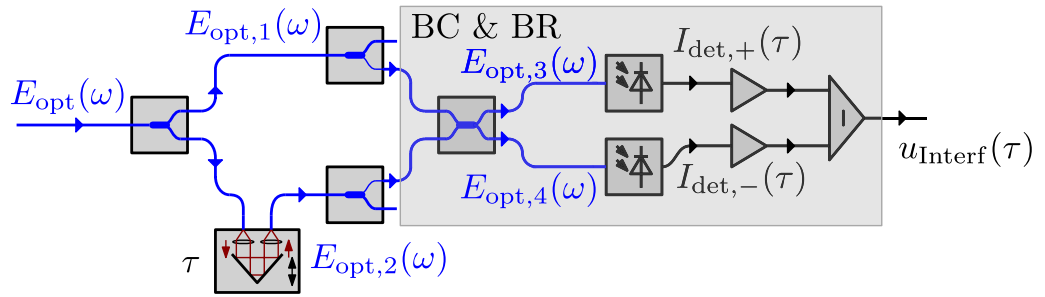 BC & BR
E_opt,1(ω)
E_opt,3(ω)
I_det,+(τ)
E_opt(ω)
u_Interf(τ)
E_opt,4(ω)
I_det,−(τ)
τ
E_opt,2(ω)